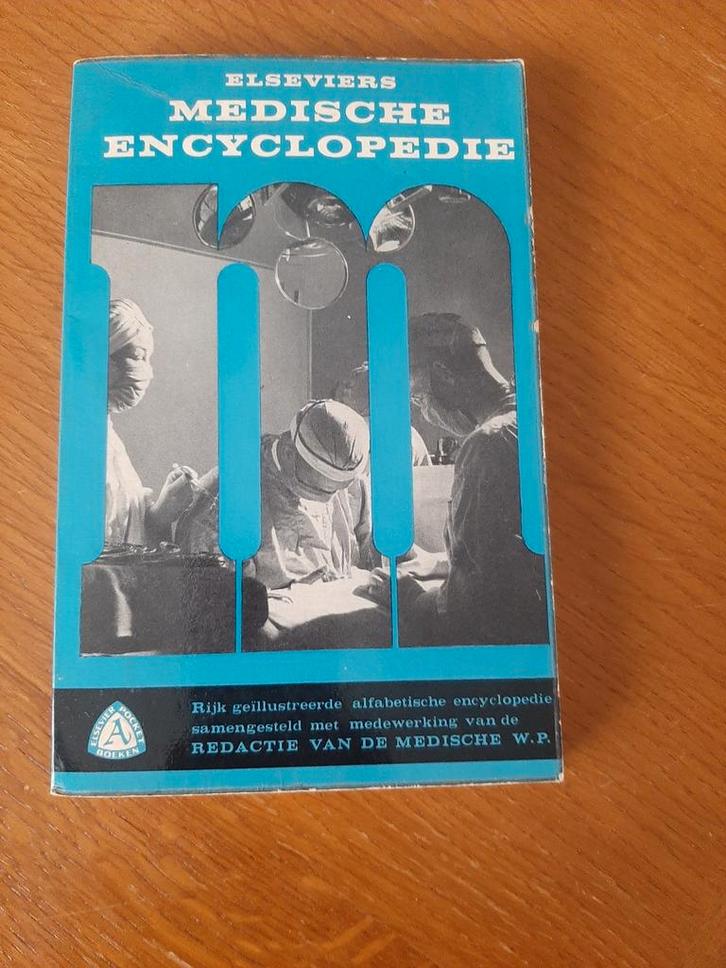 ELSEVIERS
MEDISCHE
ENCYCLOPEDIE
m
Rijk geïllustreerde alfabetische encyclopedie
samengesteld met medewerking van de
REDACTIE VAN DE MEDISCHE W.P.
ELSEVIER POCKET
A
BOEKEN